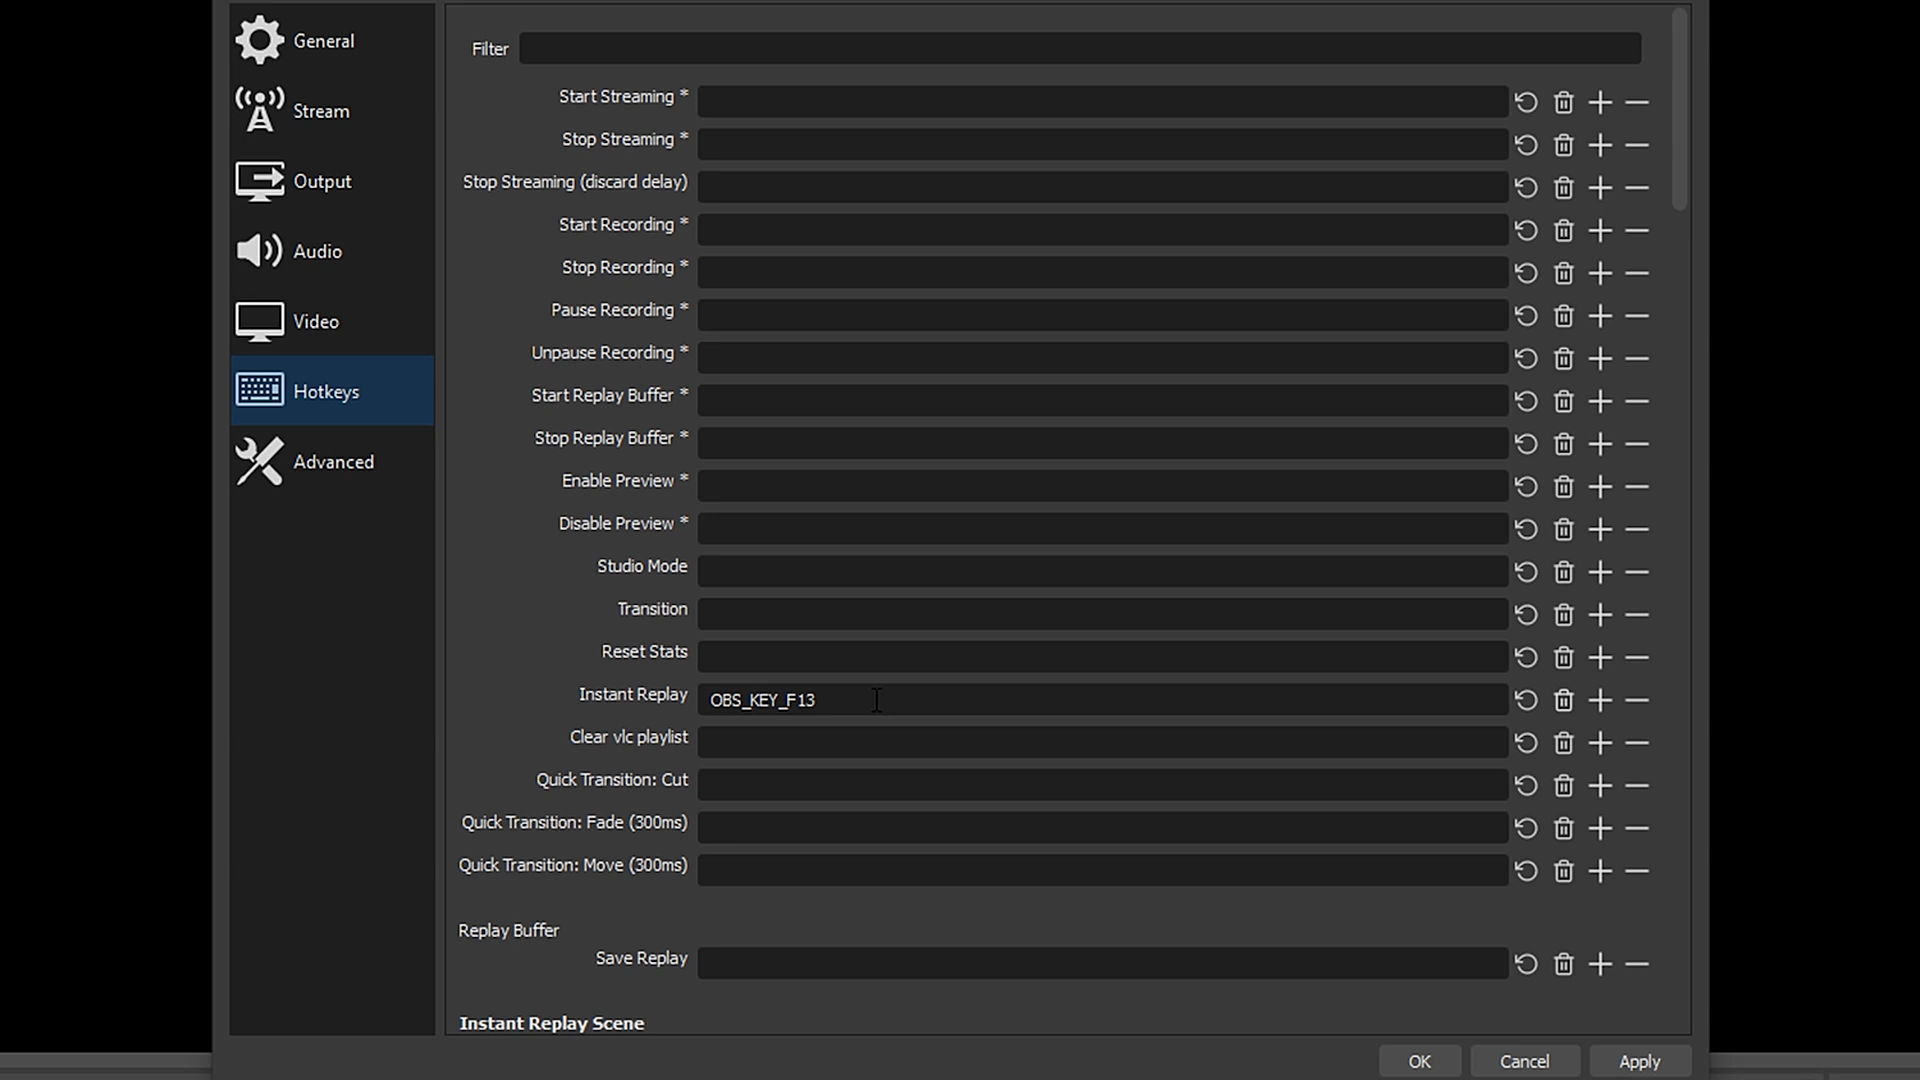 General
Stream
Output
Audio
Video
Hotkeys
Advanced
Filter
Start Streaming *
Stop Streaming *
Stop Streaming (discard delay)
Start Recording *
Stop Recording *
Pause Recording *
Unpause Recording *
Start Replay Buffer *
Stop Replay Buffer *
Enable Preview *
Disable Preview *
Studio Mode
Transition
Reset Stats
Instant Replay OBS_KEY_F13
Clear vlc playlist
Quick Transition: Cut
Quick Transition: Fade (300ms)
Quick Transition: Move (300ms)
Replay Buffer
Save Replay
Instant Replay Scene
OK Cancel Apply